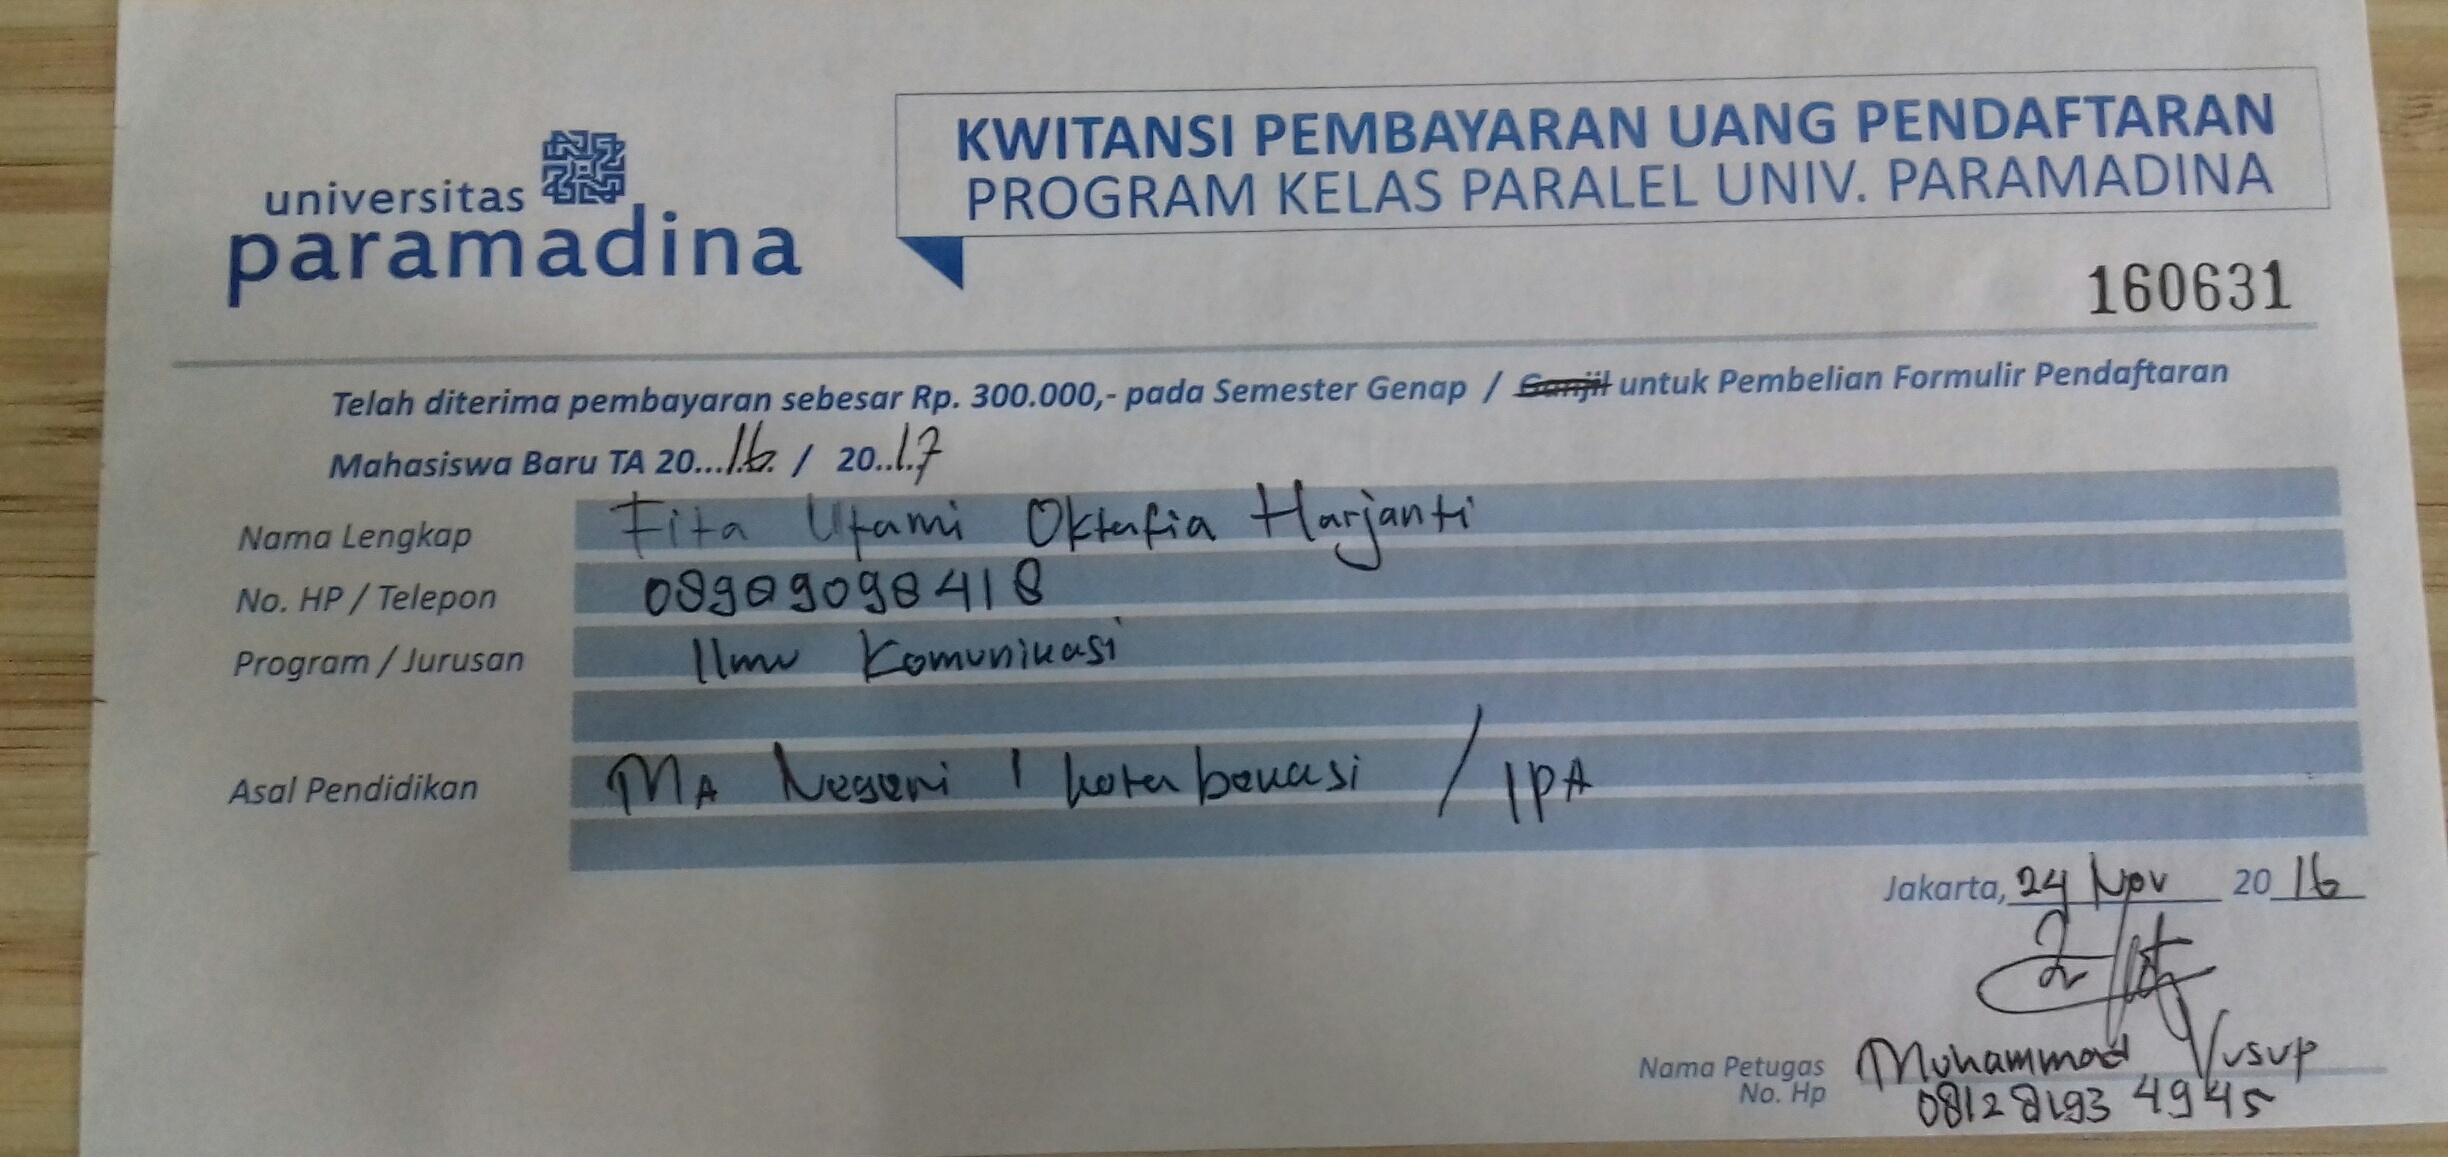 universitas
paramadina
KWITANSI PEMBAYARAN UANG PENDAFTARAN
PROGRAM KELAS PARALEL UNIV. PARAMADINA
160631
Telah diterima pembayaran sebesar Rp. 300.000,- pada Semester Genap / Ganjil untuk Pembelian Formulir Pendaftaran
Mahasiswa Baru TA 20...16. / 20..17
Nama Lengkap Fita Utami Oktafia Harjanti
No. HP / Telepon 08989098418
Program / Jurusan Ilmu Komunikasi
Asal Pendidikan MA Negeri 1 kota bekasi / IPA
Jakarta, 24 Nov 2016
Nama Petugas Muhammad Yusup
No. Hp 0812 8193 4945